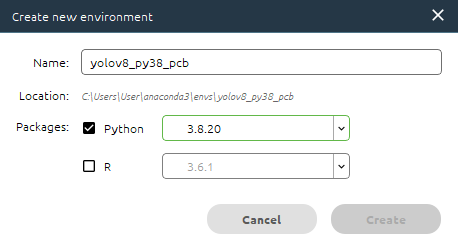 Create new environment
Name: yolov8_py38_pcb
Location: C:\Users\User\anaconda3\envs\yolov8_py38_pcb
Packages: Python 3.8.20
R 3.6.1
Cancel Create